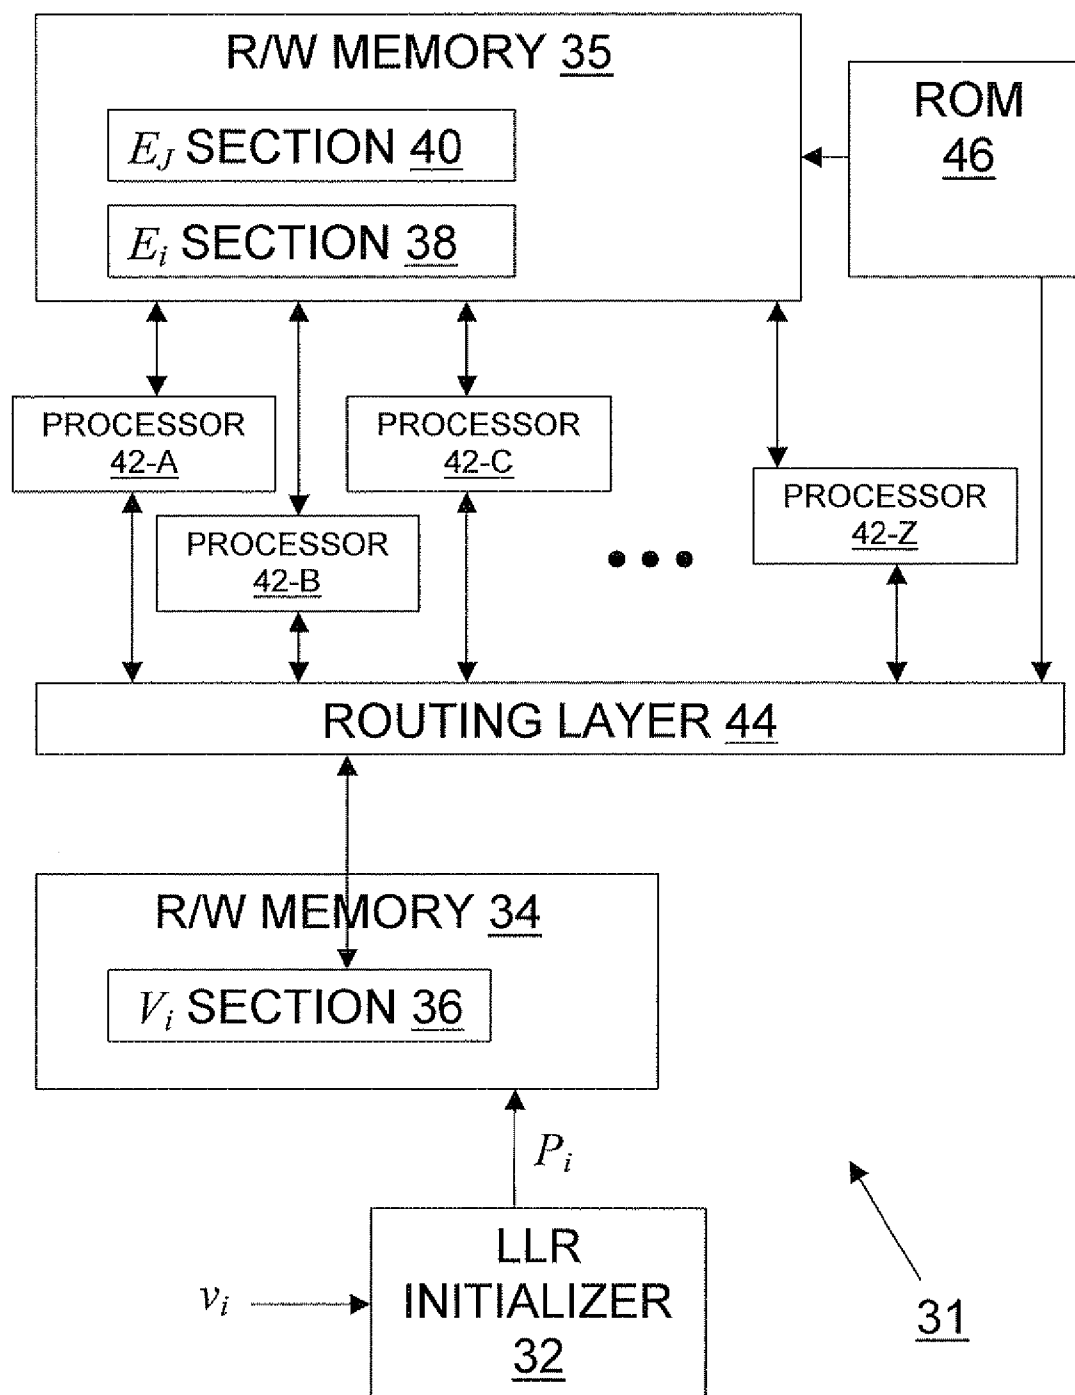 R/W MEMORY 35
E_J SECTION 40
E_i SECTION 38
ROM
46
PROCESSOR
42-A
PROCESSOR
42-B
PROCESSOR
42-C
PROCESSOR
42-Z
ROUTING LAYER 44
R/W MEMORY 34
V_i SECTION 36
P_i
LLR
INITIALIZER
32
v_i
31